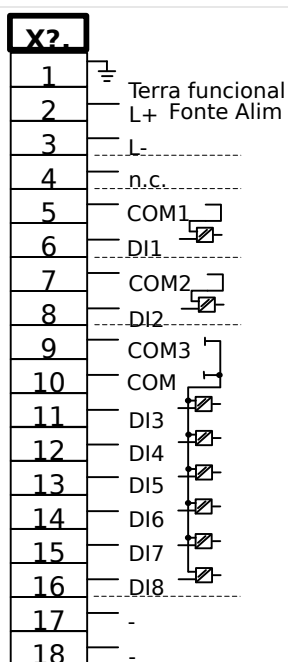 X?.
1
Terra funcional
2 L+ Fonte Alim
3 L-
4 n.c.
5 COM1
6 DI1
7 COM2
8 DI2
9 COM3
10 COM
11 DI3
12 DI4
13 DI5
14 DI6
15 DI7
16 DI8
17 -
18 -